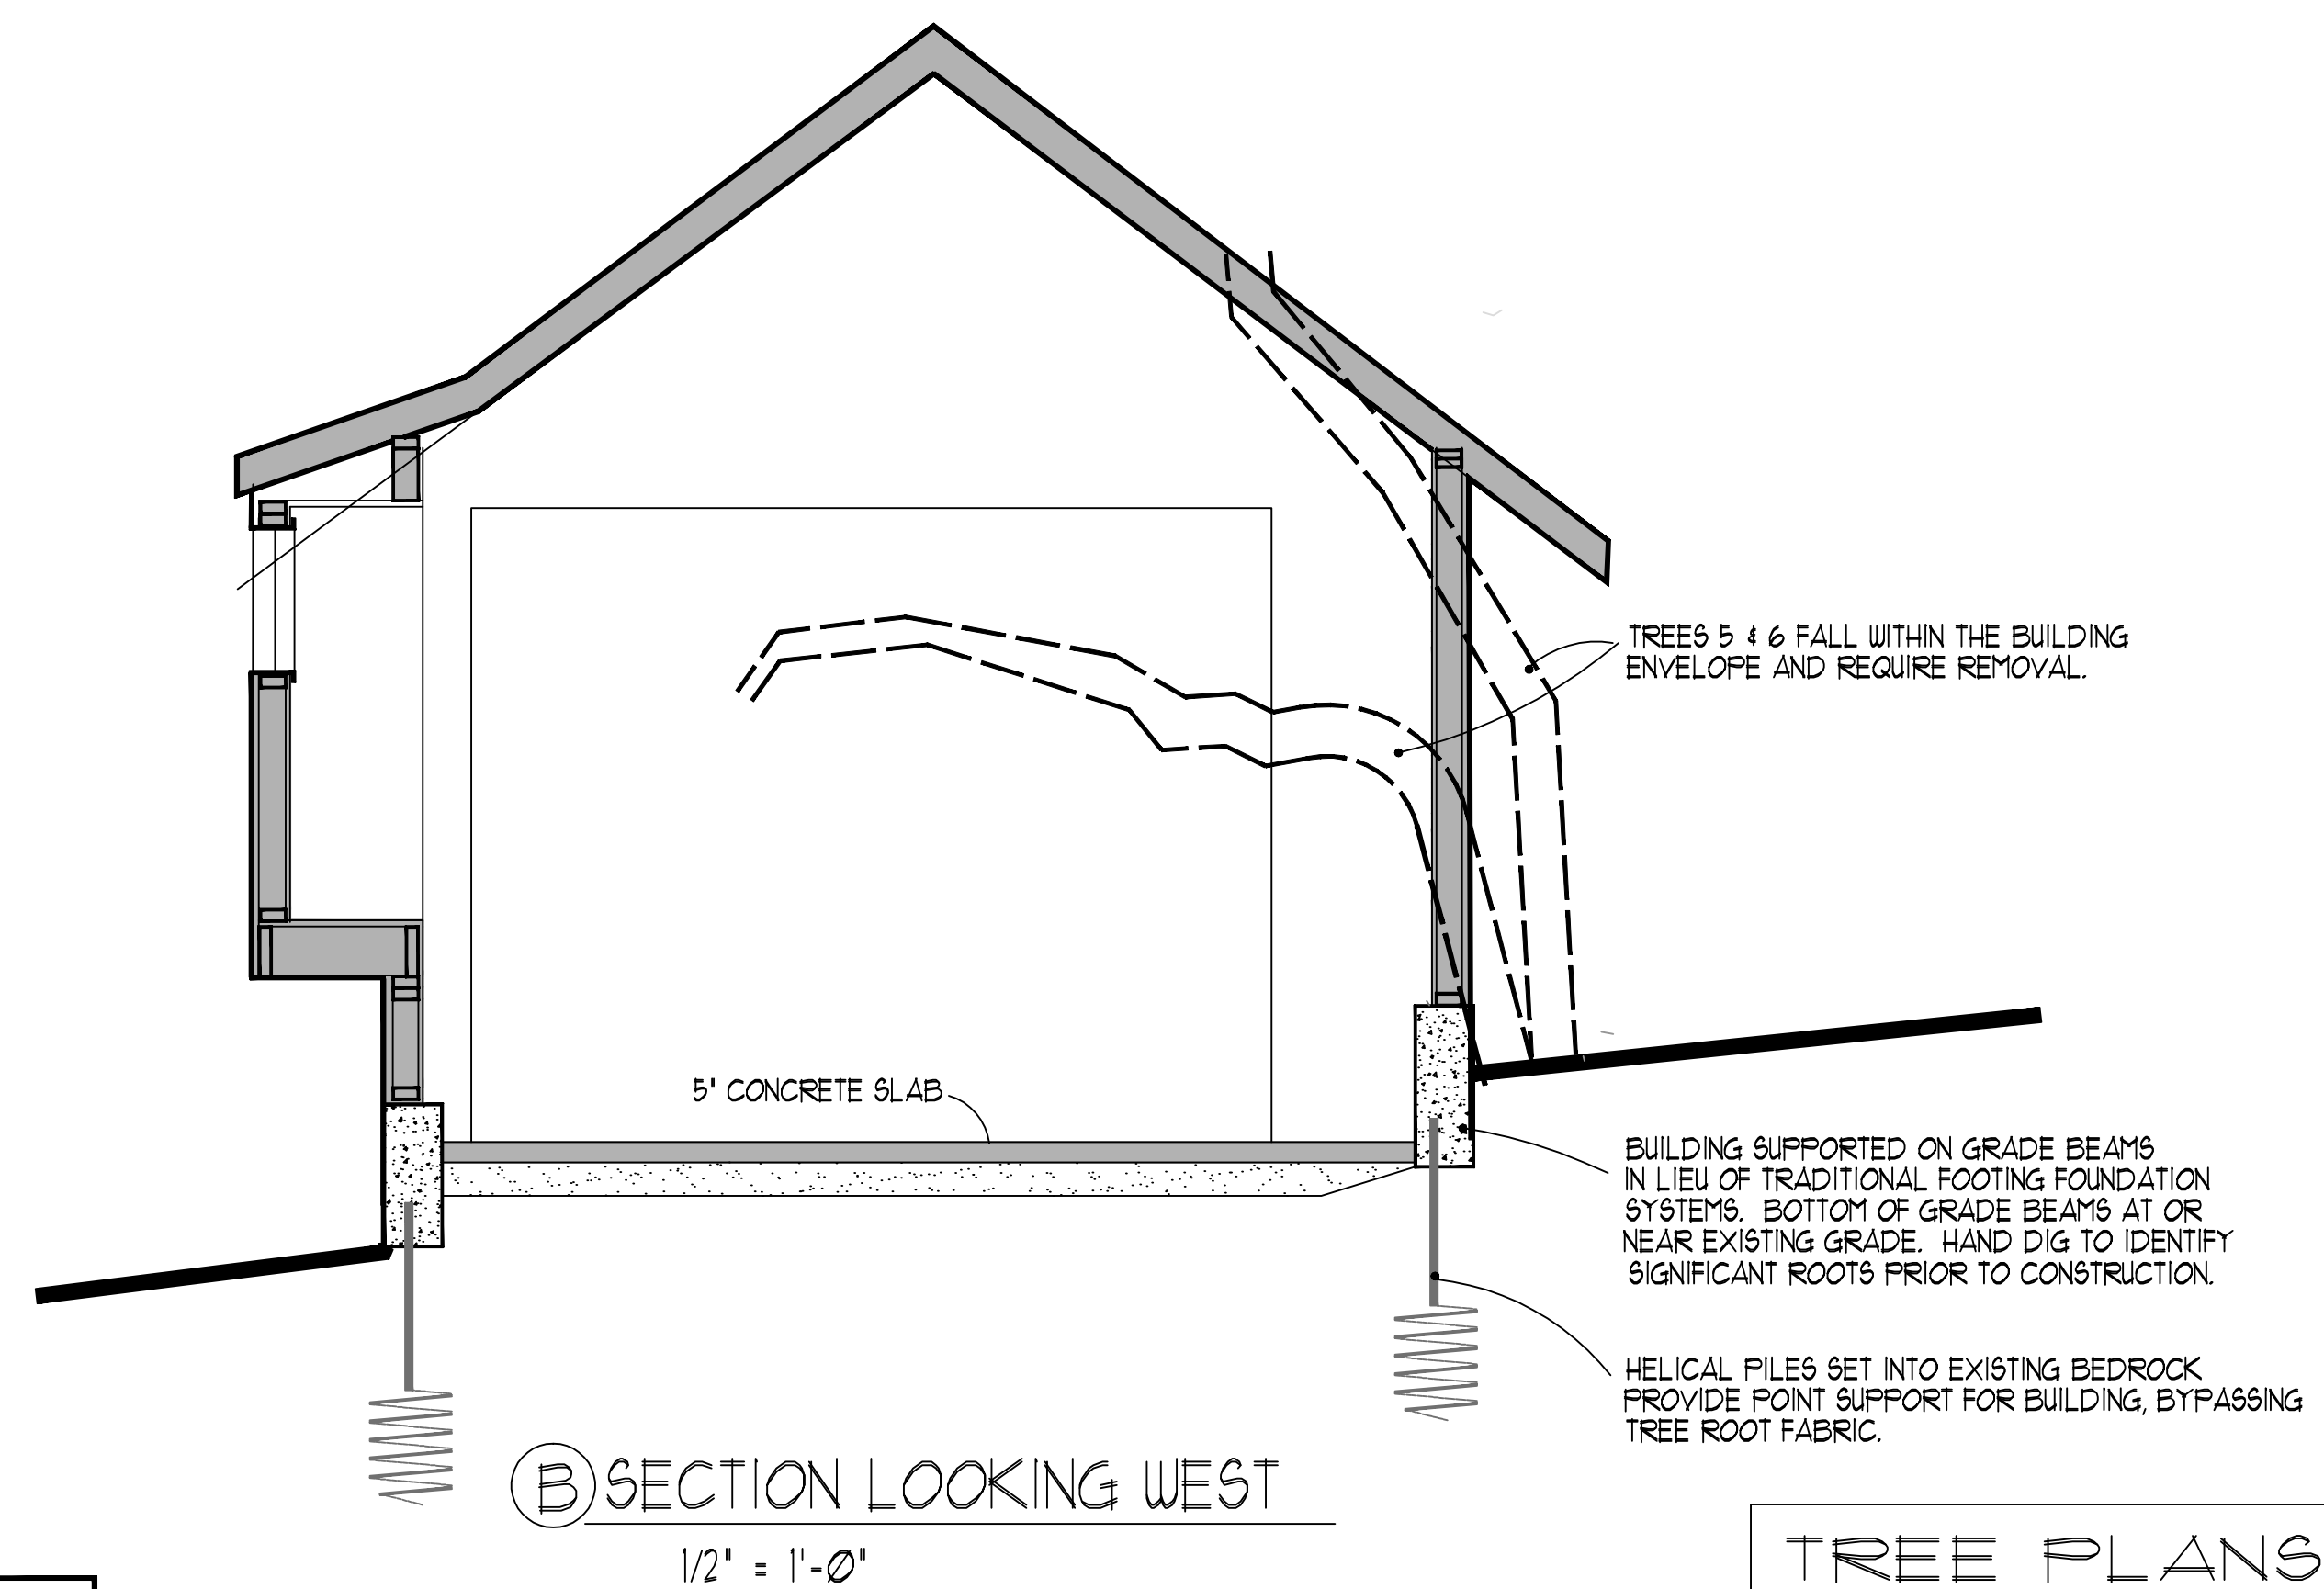 TREES 5 & 6 FALL WITHIN THE BUILDING
ENVELOPE AND REQUIRE REMOVAL.
5" CONCRETE SLAB
BUILDING SUPPORTED ON GRADE BEAMS
IN LIEU OF TRADITIONAL FOOTING FOUNDATION
SYSTEMS. BOTTOM OF GRADE BEAMS AT OR
NEAR EXISTING GRADE. HAND DIG TO IDENTIFY
SIGNIFICANT ROOTS PRIOR TO CONSTRUCTION.
HELICAL PILES SET INTO EXISTING BEDROCK
PROVIDE POINT SUPPORT FOR BUILDING, BYPASSING
TREE ROOT FABRIC.
B SECTION LOOKING WEST
1/2" = 1'-0"
TREE PLANS